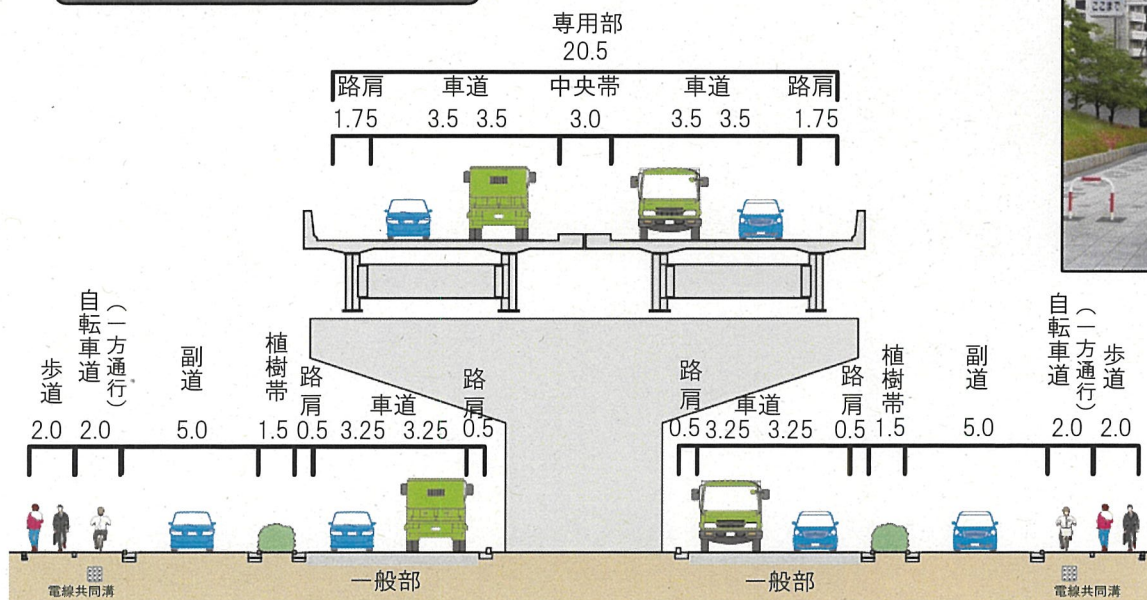 ここまで
専用部
20.5
路肩 車道 中央帯 車道 路肩
1.75 3.5 3.5 3.0 3.5 3.5 1.75
歩道
自転車道
(一方通行)
副道
植樹帯
路肩
車道
路肩
2.0 2.0 5.0 1.5 0.5 3.25 3.25 0.5
路肩
車道
路肩
植樹帯
副道
自転車道
(一方通行)
歩道
0.5 3.25 3.25 0.5 1.5 5.0 2.0 2.0
一般部
一般部
電線共同溝
電線共同溝